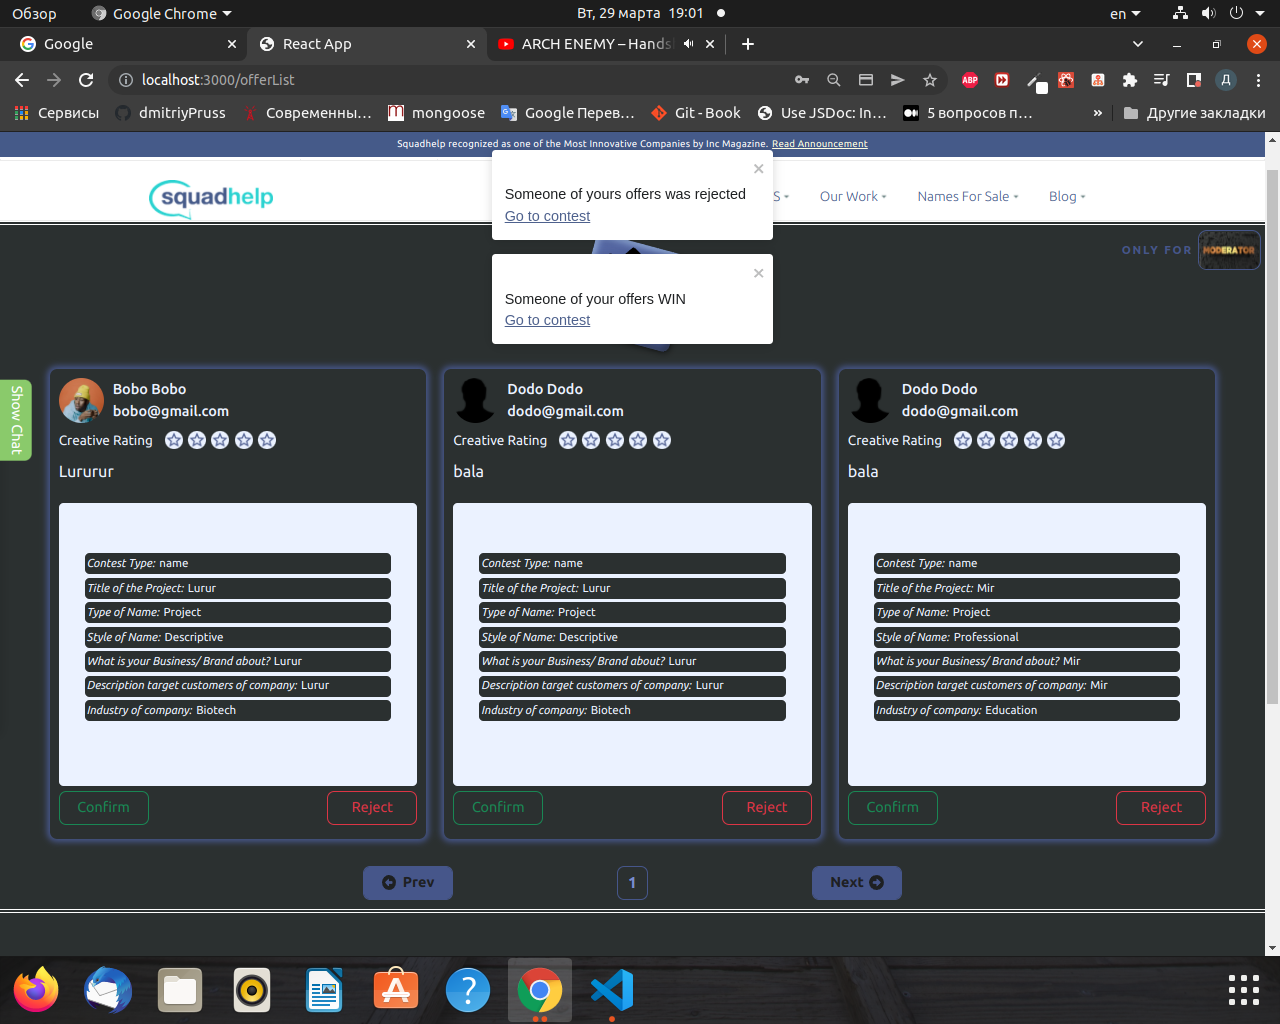 Обзор
Google Chrome
Вт, 29 марта 19:01
en
Google
React App
ARCH ENEMY – Hands
localhost:3000/offerList
ABP
Д
Сервисы
dmitriyPruss
Современны…
mongoose
Google Перев…
Git - Book
Use JSDoc: In…
5 вопросов п…
»
Другие закладки
Squadhelp recognized as one of the Most Innovative Companies by Inc Magazine. Read Announcement
squadhelp
S
Our Work
Names For Sale
Blog
Someone of yours offers was rejected
Go to contest
ONLY FOR
MODERATOR
Someone of your offers WIN
Go to contest
Show Chat
Bobo Bobo
bobo@gmail.com
Creative Rating
Lururur
Contest Type: name
Title of the Project: Lurur
Type of Name: Project
Style of Name: Descriptive
What is your Business/ Brand about? Lurur
Description target customers of company: Lurur
Industry of company: Biotech
Confirm
Reject
Dodo Dodo
dodo@gmail.com
Creative Rating
bala
Contest Type: name
Title of the Project: Lurur
Type of Name: Project
Style of Name: Descriptive
What is your Business/ Brand about? Lurur
Description target customers of company: Lurur
Industry of company: Biotech
Confirm
Reject
Dodo Dodo
dodo@gmail.com
Creative Rating
bala
Contest Type: name
Title of the Project: Mir
Type of Name: Project
Style of Name: Professional
What is your Business/ Brand about? Mir
Description target customers of company: Mir
Industry of company: Education
Confirm
Reject
Prev
1
Next